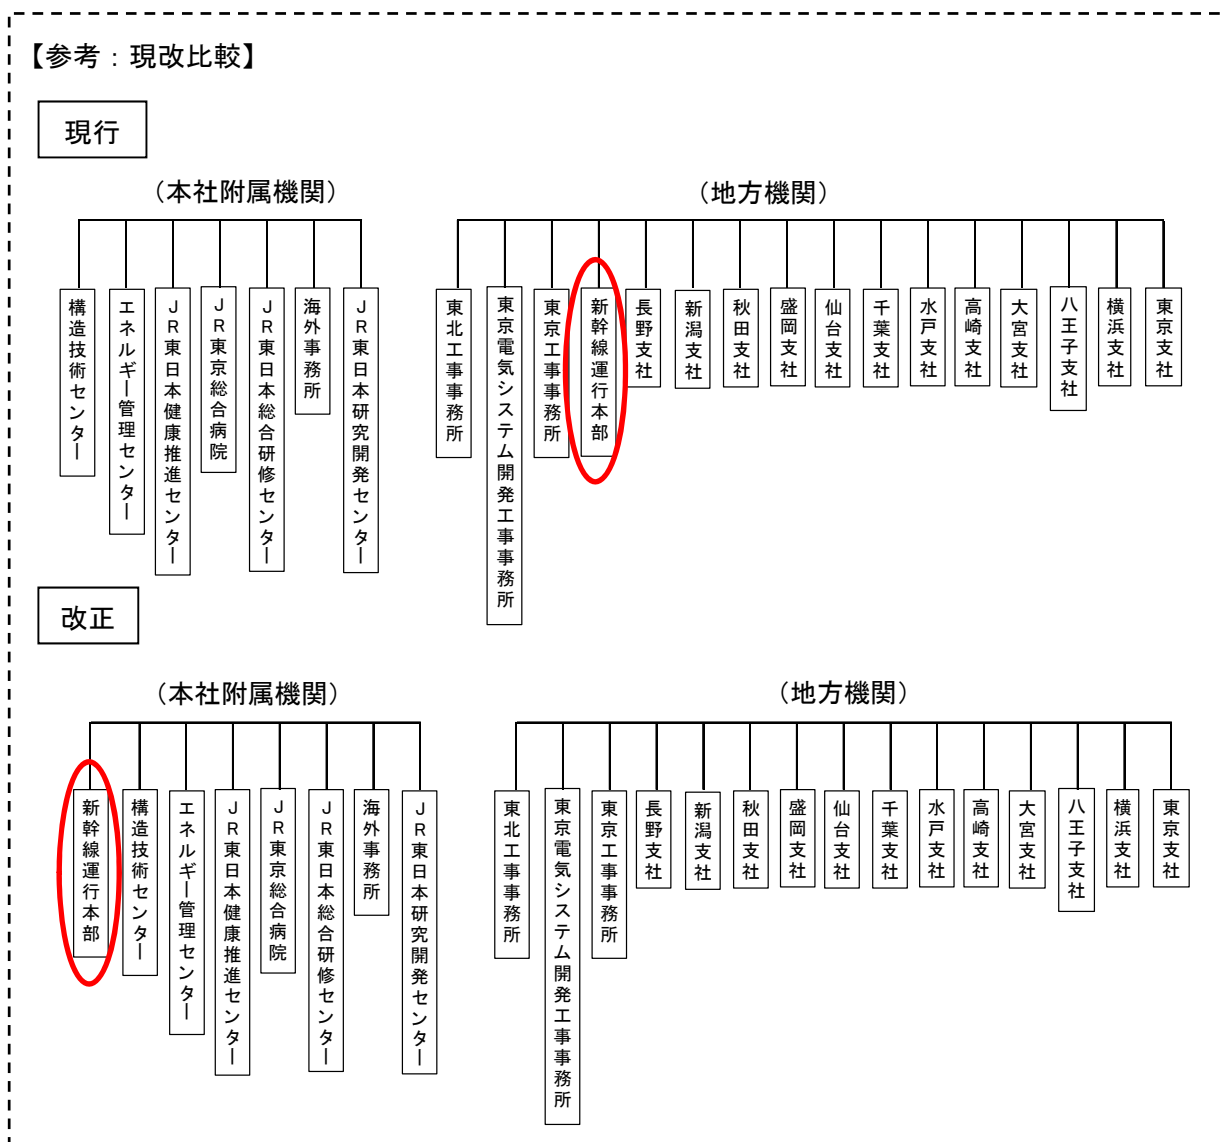 【参考：現改比較】
現行
（本社附属機関）
（地方機関）
構造技術センター
エネルギー管理センター
ＪＲ東日本健康推進センター
ＪＲ東京総合病院
ＪＲ東日本総合研修センター
海外事務所
ＪＲ東日本研究開発センター
東北工事事務所
東京電気システム開発工事事務所
東京工事事務所
新幹線運行本部
長野支社
新潟支社
秋田支社
盛岡支社
仙台支社
千葉支社
水戸支社
高崎支社
大宮支社
八王子支社
横浜支社
東京支社
改正
（本社附属機関）
（地方機関）
新幹線運行本部
構造技術センター
エネルギー管理センター
ＪＲ東日本健康推進センター
ＪＲ東京総合病院
ＪＲ東日本総合研修センター
海外事務所
ＪＲ東日本研究開発センター
東北工事事務所
東京電気システム開発工事事務所
東京工事事務所
長野支社
新潟支社
秋田支社
盛岡支社
仙台支社
千葉支社
水戸支社
高崎支社
大宮支社
八王子支社
横浜支社
東京支社